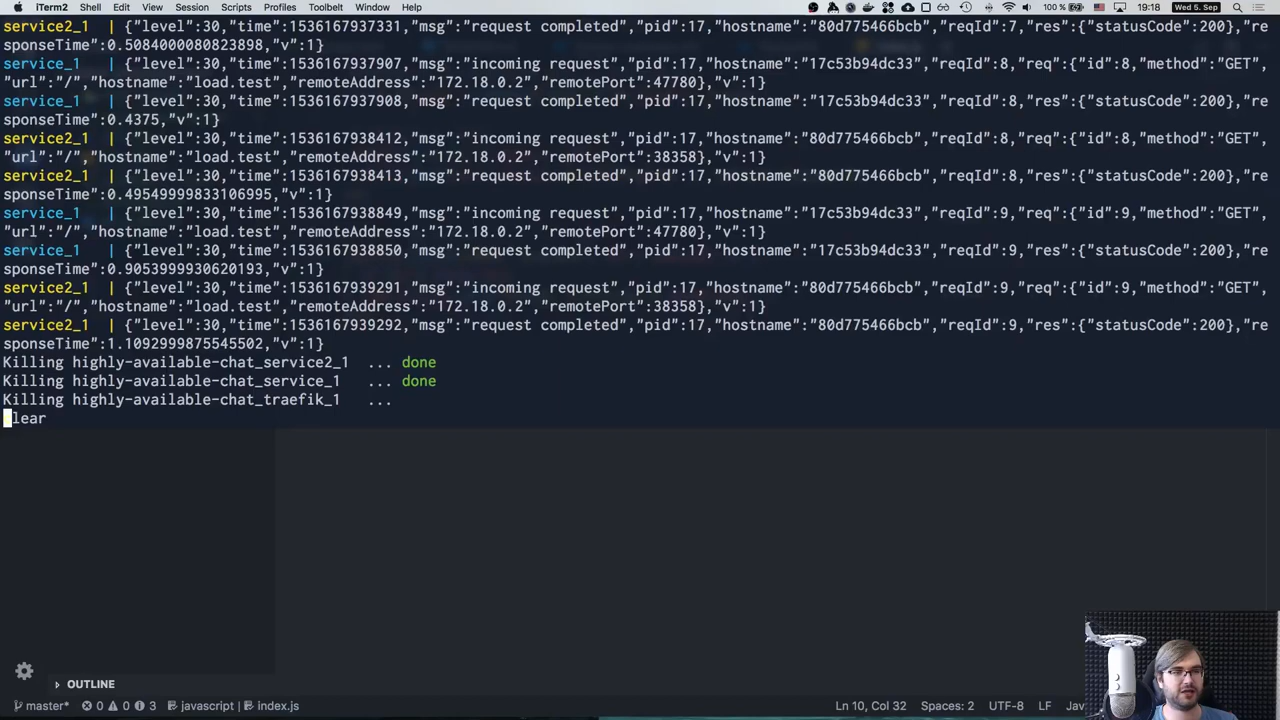 iTerm2 Shell Edit View Session Scripts Profiles Toolbelt Window Help 100 % 19:18 Wed 5. Sep
service2_1 | {"level":30,"time":1536167937331,"msg":"request completed","pid":17,"hostname":"80d775466bcb","reqId":7,"res":{"statusCode":200},"re
sponseTime":0.5084000080823898,"v":1}
service_1 | {"level":30,"time":1536167937907,"msg":"incoming request","pid":17,"hostname":"17c53b94dc33","reqId":8,"req":{"id":8,"method":"GET",
"url":"/","hostname":"load.test","remoteAddress":"172.18.0.2","remotePort":47780},"v":1}
service_1 | {"level":30,"time":1536167937908,"msg":"request completed","pid":17,"hostname":"17c53b94dc33","reqId":8,"res":{"statusCode":200},"re
sponseTime":0.4375,"v":1}
service2_1 | {"level":30,"time":1536167938412,"msg":"incoming request","pid":17,"hostname":"80d775466bcb","reqId":8,"req":{"id":8,"method":"GET",
"url":"/","hostname":"load.test","remoteAddress":"172.18.0.2","remotePort":38358},"v":1}
service2_1 | {"level":30,"time":1536167938413,"msg":"request completed","pid":17,"hostname":"80d775466bcb","reqId":8,"res":{"statusCode":200},"re
sponseTime":0.49549999833106995,"v":1}
service_1 | {"level":30,"time":1536167938849,"msg":"incoming request","pid":17,"hostname":"17c53b94dc33","reqId":9,"req":{"id":9,"method":"GET",
"url":"/","hostname":"load.test","remoteAddress":"172.18.0.2","remotePort":47780},"v":1}
service_1 | {"level":30,"time":1536167938850,"msg":"request completed","pid":17,"hostname":"17c53b94dc33","reqId":9,"res":{"statusCode":200},"re
sponseTime":0.9053999930620193,"v":1}
service2_1 | {"level":30,"time":1536167939291,"msg":"incoming request","pid":17,"hostname":"80d775466bcb","reqId":9,"req":{"id":9,"method":"GET",
"url":"/","hostname":"load.test","remoteAddress":"172.18.0.2","remotePort":38358},"v":1}
service2_1 | {"level":30,"time":1536167939292,"msg":"request completed","pid":17,"hostname":"80d775466bcb","reqId":9,"res":{"statusCode":200},"re
sponseTime":1.1092999875545502,"v":1}
Killing highly-available-chat_service2_1 ... done
Killing highly-available-chat_service_1 ... done
Killing highly-available-chat_traefik_1 ...
lear
OUTLINE
master* 0 0 3 javascript index.js Ln 10, Col 32 Spaces: 2 UTF-8 LF Jav